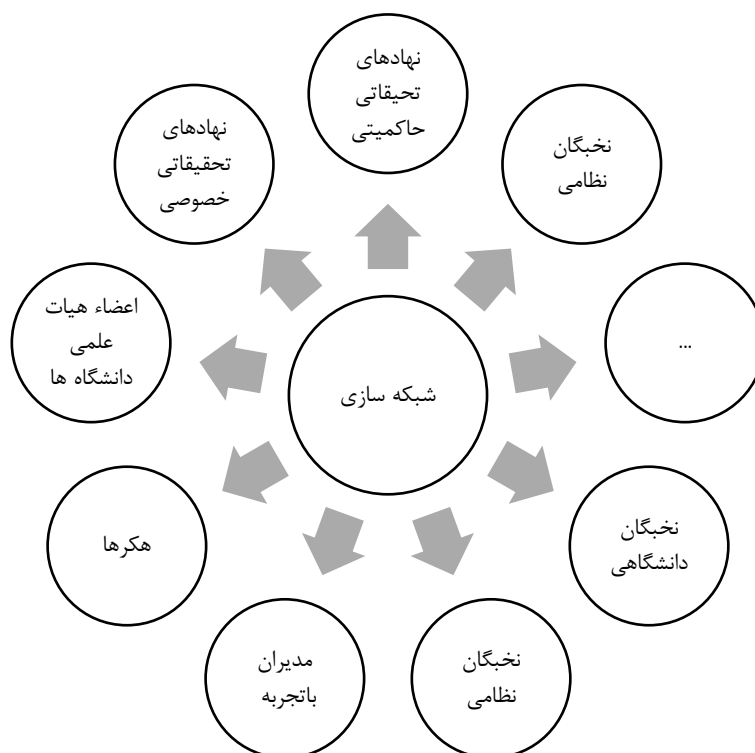 نهادهای
تحیقاتی
حاکمیتی
نخبگان
نظامی
...
نخبگان
دانشگاهی
نخبگان
نظامی
مدیران
باتجربه
هکرها
اعضاء هیات
علمی
دانشگاه ها
نهادهای
تحقیقاتی
خصوصی
شبکه سازی